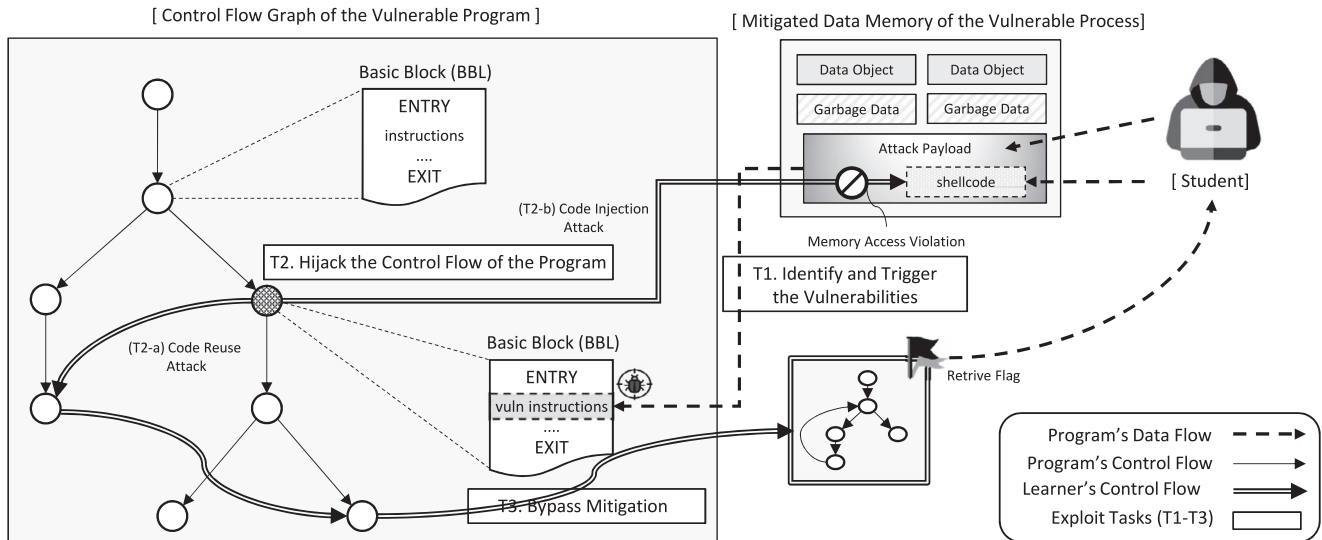 [ Control Flow Graph of the Vulnerable Program ]
[ Mitigated Data Memory of the Vulnerable Process]
Basic Block (BBL)
ENTRY
instructions
....
EXIT
Data Object
Data Object
Garbage Data
Garbage Data
Attack Payload
shellcode
[ Student]
(T2-b) Code Injection
Attack
Memory Access Violation
T2. Hijack the Control Flow of the Program
T1. Identify and Trigger
the Vulnerabilities
(T2-a) Code Reuse
Attack
Basic Block (BBL)
ENTRY
vuln instructions
....
EXIT
Retrive Flag
T3. Bypass Mitigation
Program's Data Flow
Program's Control Flow
Learner's Control Flow
Exploit Tasks (T1-T3)